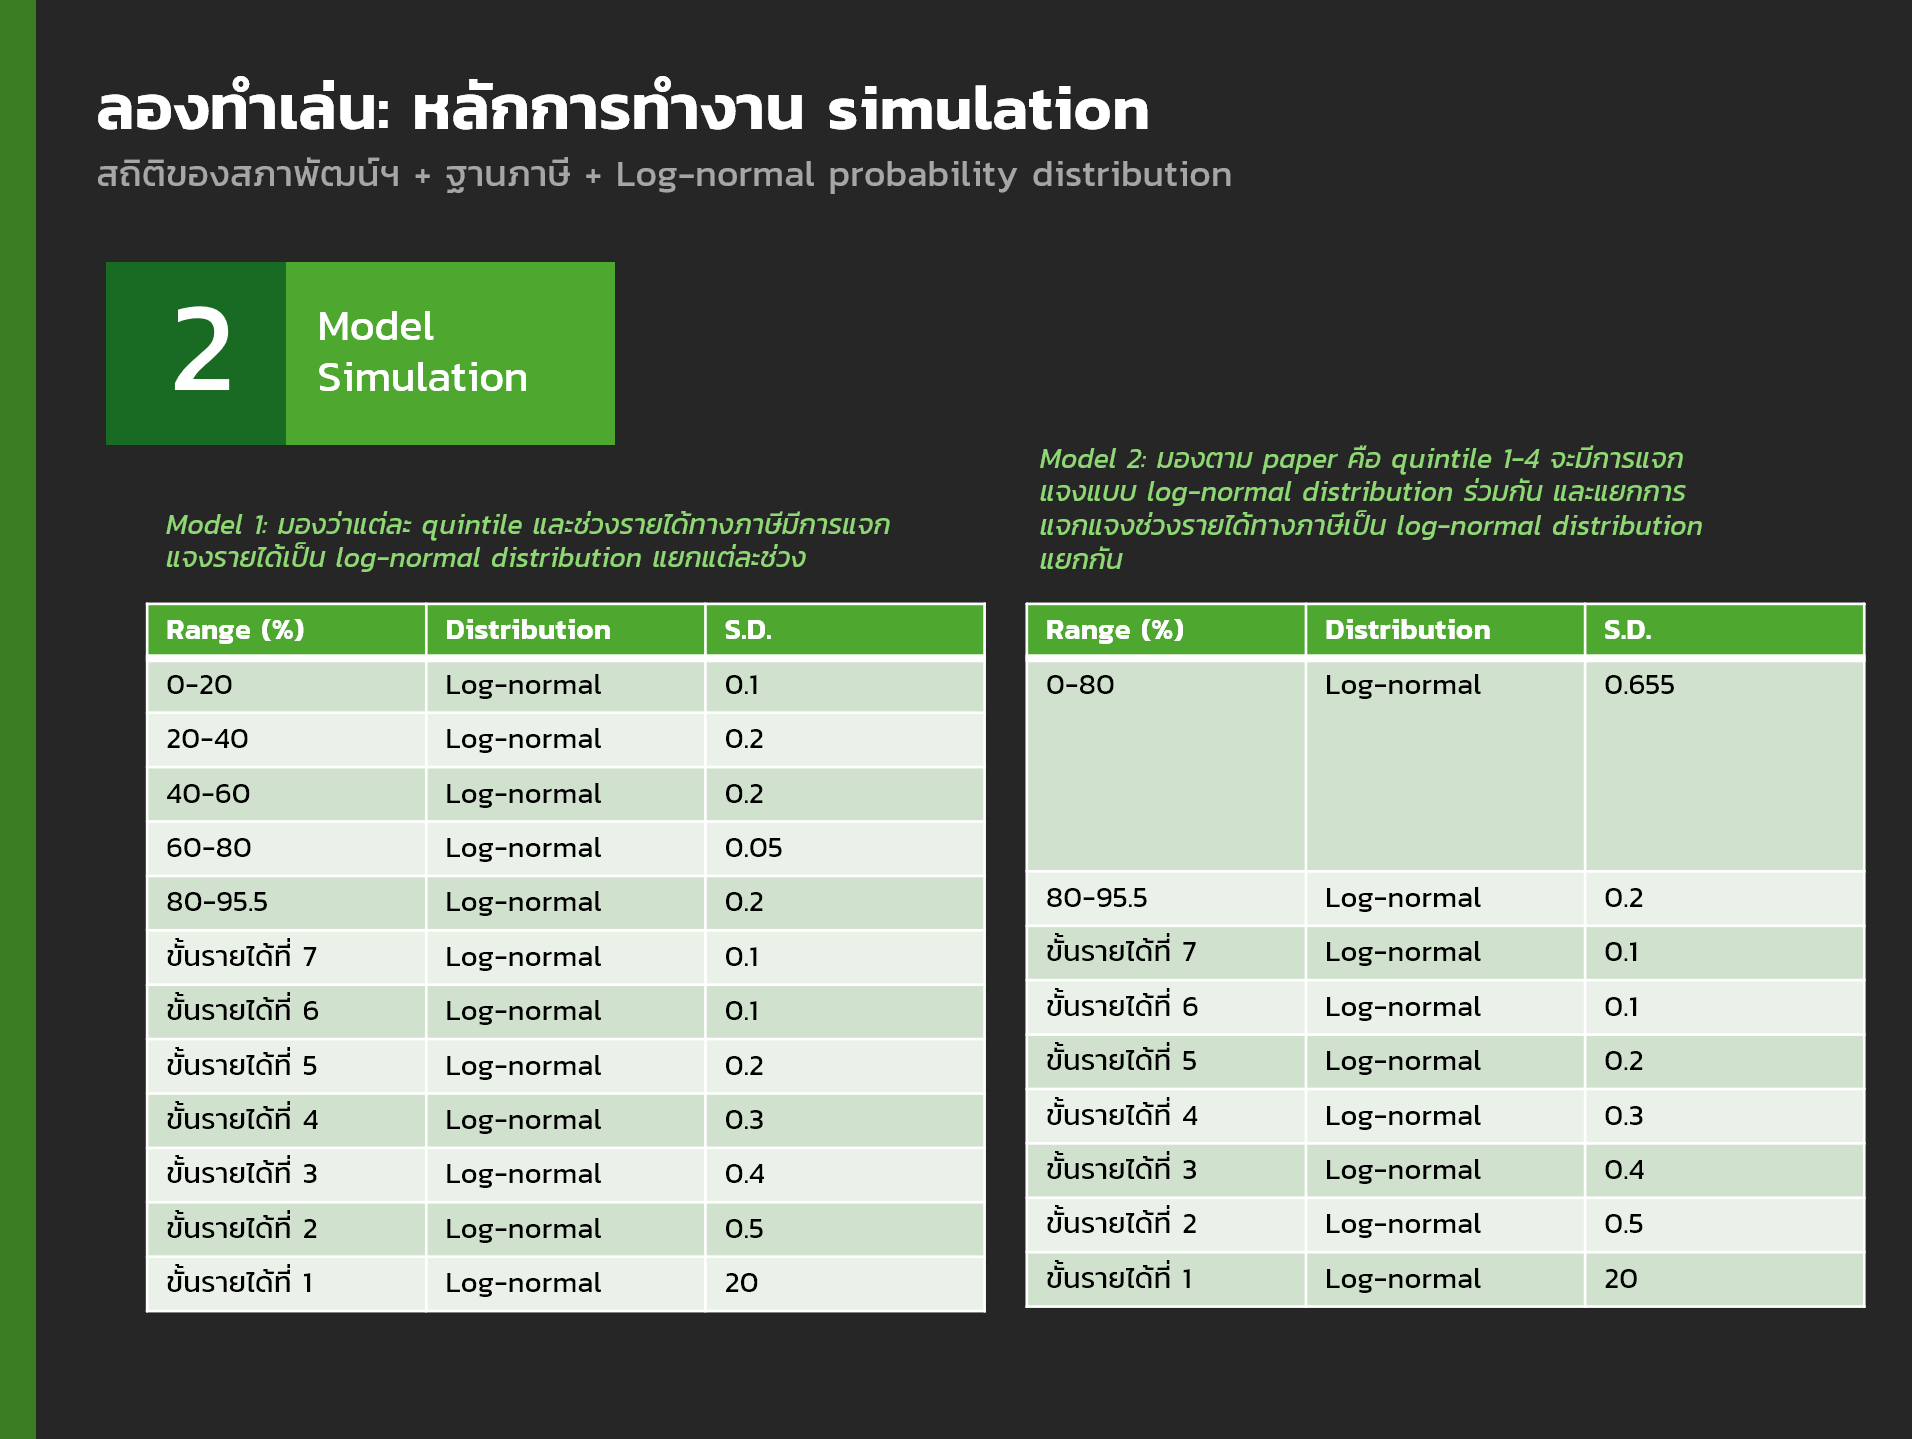 ลองทำเล่น: หลักการทำงาน simulation
สถิติของสภาพัฒน์ฯ + ฐานภาษี + Log-normal probability distribution
2
Model
Simulation
Model 1: มองว่าแต่ละ quintile และช่วงรายได้ทางภาษีมีการแจก
แจงรายได้เป็น log-normal distribution แยกแต่ละช่วง
Range (%) Distribution S.D.
0-20 Log-normal 0.1
20-40 Log-normal 0.2
40-60 Log-normal 0.2
60-80 Log-normal 0.05
80-95.5 Log-normal 0.2
ขั้นรายได้ที่ 7 Log-normal 0.1
ขั้นรายได้ที่ 6 Log-normal 0.1
ขั้นรายได้ที่ 5 Log-normal 0.2
ขั้นรายได้ที่ 4 Log-normal 0.3
ขั้นรายได้ที่ 3 Log-normal 0.4
ขั้นรายได้ที่ 2 Log-normal 0.5
ขั้นรายได้ที่ 1 Log-normal 20
Model 2: มองตาม paper คือ quintile 1-4 จะมีการแจก
แจงแบบ log-normal distribution ร่วมกัน และแยกการ
แจกแจงช่วงรายได้ทางภาษีเป็น log-normal distribution
แยกกัน
Range (%) Distribution S.D.
0-80 Log-normal 0.655
80-95.5 Log-normal 0.2
ขั้นรายได้ที่ 7 Log-normal 0.1
ขั้นรายได้ที่ 6 Log-normal 0.1
ขั้นรายได้ที่ 5 Log-normal 0.2
ขั้นรายได้ที่ 4 Log-normal 0.3
ขั้นรายได้ที่ 3 Log-normal 0.4
ขั้นรายได้ที่ 2 Log-normal 0.5
ขั้นรายได้ที่ 1 Log-normal 20